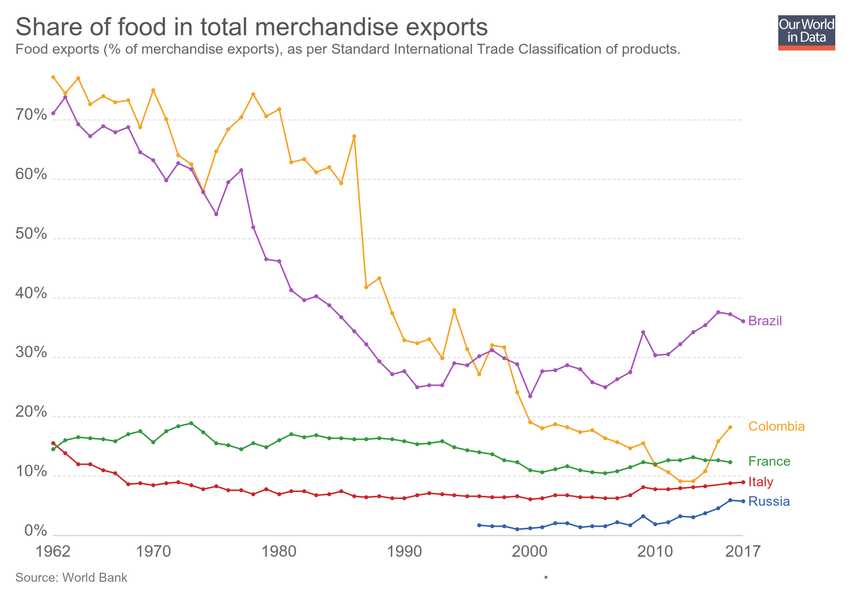 Share of food in total merchandise exports
Food exports (% of merchandise exports), as per Standard International Trade Classification of products.
Our World
in Data
70%
60%
50%
40%
30%
20%
10%
0%
Brazil
Colombia
France
Italy
Russia
1962 1970 1980 1990 2000 2010 2017
Source: World Bank